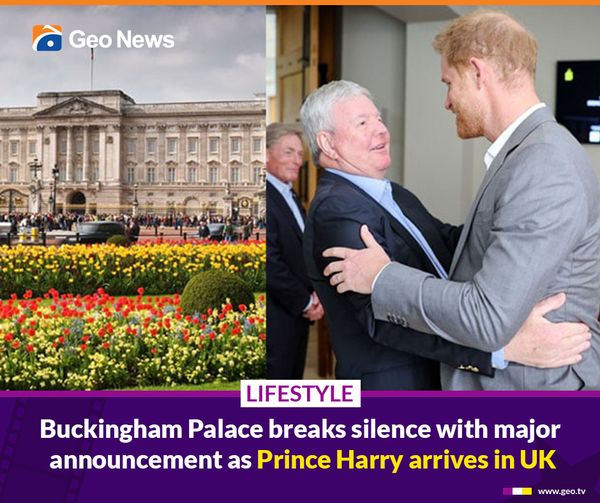 Geo News
LIFESTYLE
Buckingham Palace breaks silence with major
announcement as Prince Harry arrives in UK
www.geo.tv